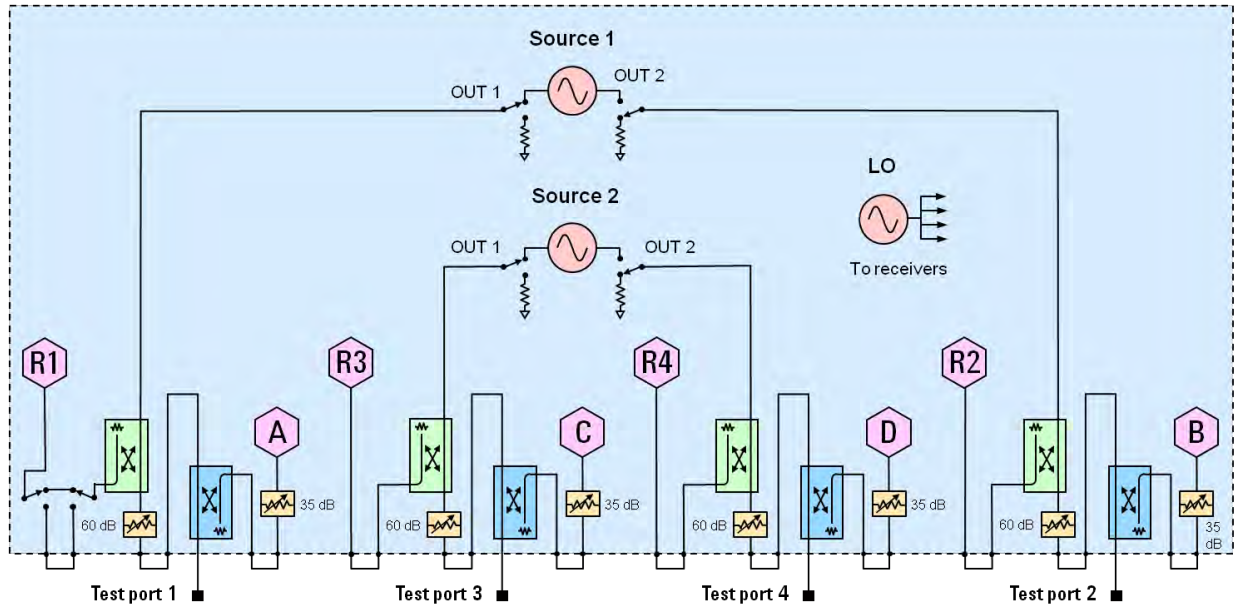 Source 1
OUT 1
OUT 2
LO
Source 2
OUT 1
OUT 2
To receivers
R1
R3
R4
R2
A
C
D
B
60 dB
35 dB
60 dB
35 dB
60 dB
35 dB
60 dB
35
dB
Test port 1
Test port 3
Test port 4
Test port 2